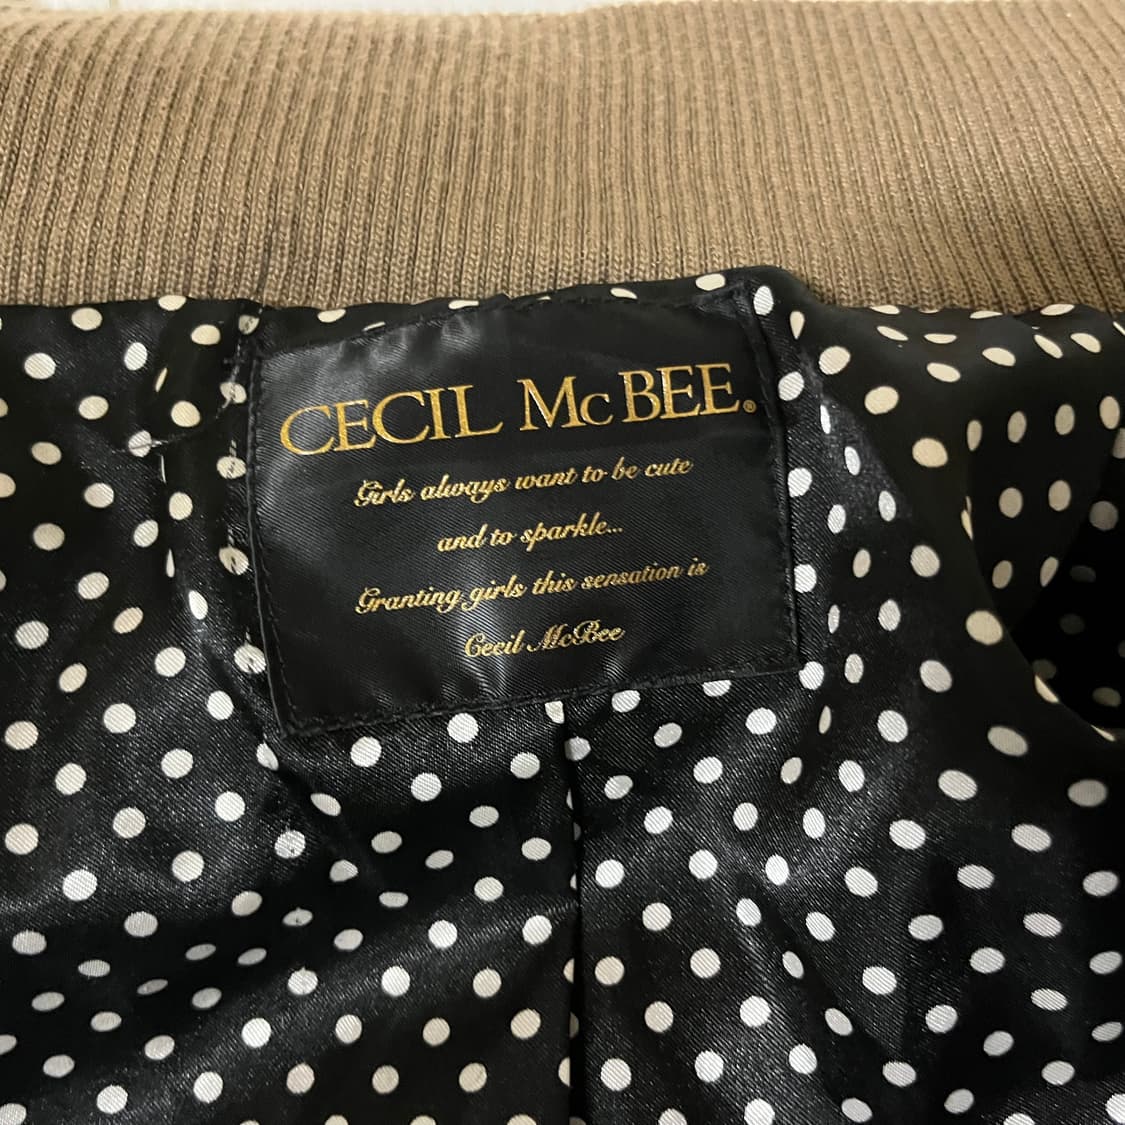 CECIL McBEE®
Girls always want to be cute
and to sparkle...
Granting girls this sensation is
Cecil McBee